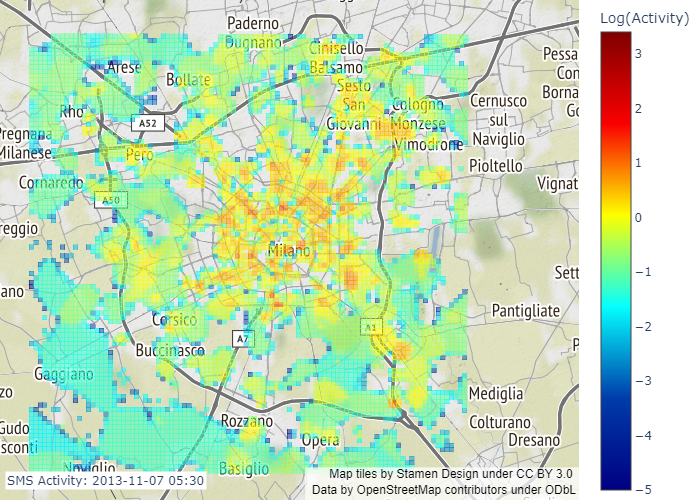 Log(Activity)
3
2
1
0
−1
−2
−3
−4
−5
Paderno
Dugnano
Cinisello
Balsamo
Pessa
Con
Borna
Arese
Bollate
Sesto
San
Giovanni
Cologno
Monzese
Cernusco
sul
Naviglio
Rho
A52
Pregnana
Milanese
Pero
Vimodrone
Pioltello
Cornaredo
Vignat
A50
reggio
Milano
Sett
ano
Pantigliate
Corsico
A1
A7
Buccinasco
Gaggiano
Mediglia
Rozzano
Colturano
Gudo
sconti
Opera
Dresano
Noviglio
Basiglio
SMS Activity: 2013-11-07 05:30
Map tiles by Stamen Design under CC BY 3.0
Data by OpenStreetMap contributors under ODbL